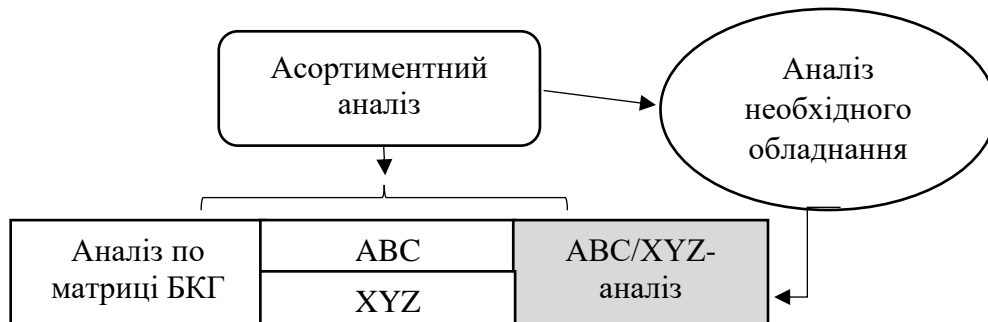 Асортиментний
аналіз
Аналіз
необхідного
обладнання
Аналіз по
матриці БКГ
ABC
XYZ
ABC/XYZ-
аналіз